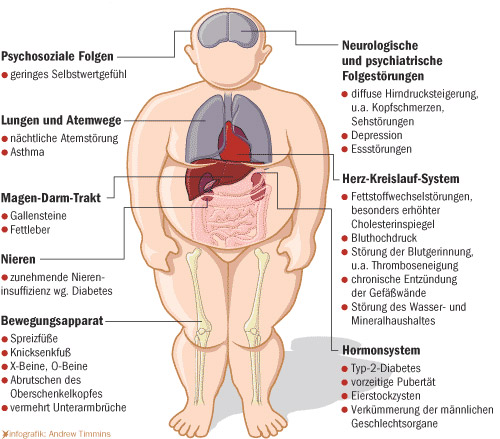 Psychosoziale Folgen
● geringes Selbstwertgefühl
Lungen und Atemwege
● nächtliche Atemstörung
● Asthma
Magen-Darm-Trakt
● Gallensteine
● Fettleber
Nieren
● zunehmende Nieren-
insuffizienz wg. Diabetes
Bewegungsapparat
● Spreizfüße
● Knicksenkfuß
● X-Beine, O-Beine
● Abrutschen des
Oberschenkelkopfes
● vermehrt Unterarmbrüche
Neurologische
und psychiatrische
Folgestörungen
● diffuse Hirndrucksteigerung,
u.a. Kopfschmerzen,
Sehstörungen
● Depression
● Essstörungen
Herz-Kreislauf-System
● Fettstoffwechselstörungen,
besonders erhöhter
Cholesterinspiegel
● Bluthochdruck
● Störung der Blutgerinnung,
u.a. Thromboseneigung
● chronische Entzündung
der Gefäßwände
● Störung des Wasser- und
Mineralhaushaltes
Hormonsystem
● Typ-2-Diabetes
● vorzeitige Pubertät
● Eierstockzysten
● Verkümmerung der männlichen
Geschlechtsorgane
infografik: Andrew Timmins